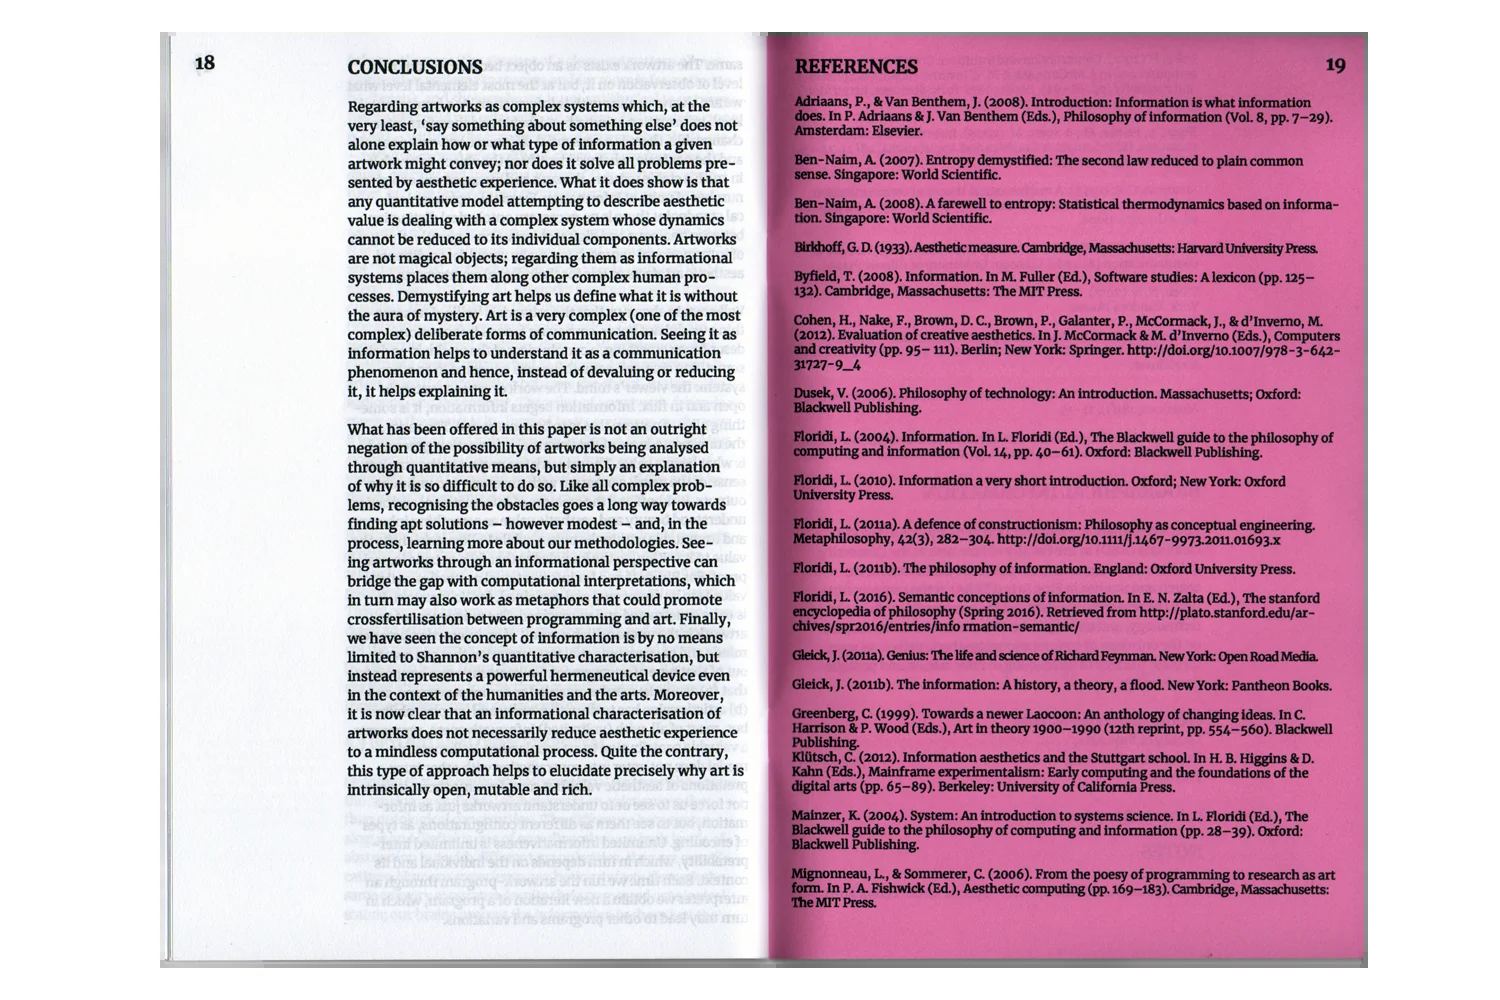 18
CONCLUSIONS
Regarding artworks as complex systems which, at the
very least, ‘say something about something else’ does not
alone explain how or what type of information a given
artwork might convey; nor does it solve all problems pre-
sented by aesthetic experience. What it does show is that
any quantitative model attempting to describe aesthetic
value is dealing with a complex system whose dynamics
cannot be reduced to its individual components. Artworks
are not magical objects; regarding them as informational
systems places them along other complex human pro-
cesses. Demystifying art helps us define what it is without
the aura of mystery. Art is a very complex (one of the most
complex) deliberate forms of communication. Seeing it as
information helps to understand it as a communication
phenomenon and hence, instead of devaluing or reducing
it, it helps explaining it.
What has been offered in this paper is not an outright
negation of the possibility of artworks being analysed
through quantitative means, but simply an explanation
of why it is so difficult to do so. Like all complex prob-
lems, recognising the obstacles goes a long way towards
finding apt solutions – however modest – and, in the
process, learning more about our methodologies. See-
ing artworks through an informational perspective can
bridge the gap with computational interpretations, which
in turn may also work as metaphors that could promote
crossfertilisation between programming and art. Finally,
we have seen the concept of information is by no means
limited to Shannon’s quantitative characterisation, but
instead represents a powerful hermeneutical device even
in the context of the humanities and the arts. Moreover,
it is now clear that an informational characterisation of
artworks does not necessarily reduce aesthetic experience
to a mindless computational process. Quite the contrary,
this type of approach helps to elucidate precisely why art is
intrinsically open, mutable and rich.
REFERENCES
19
Adriaans, P., & Van Benthem, J. (2008). Introduction: Information is what information
does. In P. Adriaans & J. Van Benthem (Eds.), Philosophy of information (Vol. 8, pp. 7–29).
Amsterdam: Elsevier.
Ben-Naim, A. (2007). Entropy demystified: The second law reduced to plain common
sense. Singapore: World Scientific.
Ben-Naim, A. (2008). A farewell to entropy: Statistical thermodynamics based on informa-
tion. Singapore: World Scientific.
Birkhoff, G. D. (1933). Aesthetic measure. Cambridge, Massachusetts: Harvard University Press.
Byfield, T. (2008). Information. In M. Fuller (Ed.), Software studies: A lexicon (pp. 125–
132). Cambridge, Massachusetts: The MIT Press.
Cohen, H., Nake, F., Brown, D. C., Brown, P., Galanter, P., McCormack, J., & d’Inverno, M.
(2012). Evaluation of creative aesthetics. In J. McCormack & M. d’Inverno (Eds.), Computers
and creativity (pp. 95– 111). Berlin; New York: Springer. http://doi.org/10.1007/978-3-642-
31727-9_4
Dusek, V. (2006). Philosophy of technology: An introduction. Massachusetts; Oxford:
Blackwell Publishing.
Floridi, L. (2004). Information. In L. Floridi (Ed.), The Blackwell guide to the philosophy of
computing and information (Vol. 14, pp. 40–61). Oxford: Blackwell Publishing.
Floridi, L. (2010). Information a very short introduction. Oxford; New York: Oxford
University Press.
Floridi, L. (2011a). A defence of constructionism: Philosophy as conceptual engineering.
Metaphilosophy, 42(3), 282–304. http://doi.org/10.1111/j.1467-9973.2011.01693.x
Floridi, L. (2011b). The philosophy of information. England: Oxford University Press.
Floridi, L. (2016). Semantic conceptions of information. In E. N. Zalta (Ed.), The stanford
encyclopedia of philosophy (Spring 2016). Retrieved from http://plato.stanford.edu/ar-
chives/spr2016/entries/info rmation-semantic/
Gleick, J. (2011a). Genius: The life and science of Richard Feynman. New York: Open Road Media.
Gleick, J. (2011b). The information: A history, a theory, a flood. New York: Pantheon Books.
Greenberg, C. (1999). Towards a newer Laocoon: An anthology of changing ideas. In C.
Harrison & P. Wood (Eds.), Art in theory 1900–1990 (12th reprint, pp. 554–560). Blackwell
Publishing.
Klütsch, C. (2012). Information aesthetics and the Stuttgart school. In H. B. Higgins & D.
Kahn (Eds.), Mainframe experimentalism: Early computing and the foundations of the
digital arts (pp. 65–89). Berkeley: University of California Press.
Mainzer, K. (2004). System: An introduction to systems science. In L. Floridi (Ed.), The
Blackwell guide to the philosophy of computing and information (pp. 28–39). Oxford:
Blackwell Publishing.
Mignonneau, L., & Sommerer, C. (2006). From the poesy of programming to research as art
form. In P. A. Fishwick (Ed.), Aesthetic computing (pp. 169–183). Cambridge, Massachusetts:
The MIT Press.